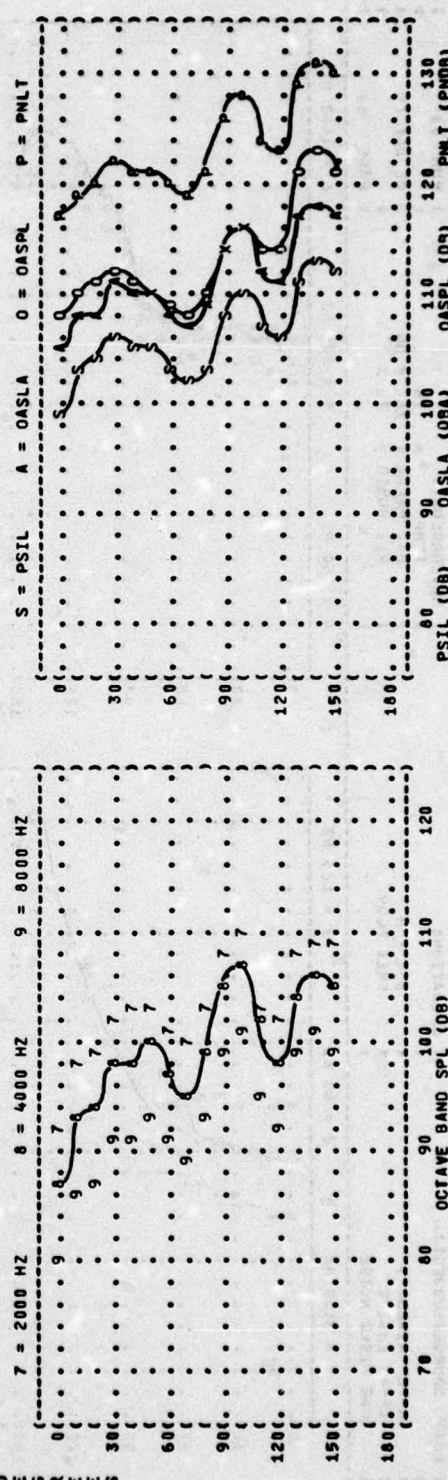 7 = 2000 HZ 8 = 4000 HZ 9 = 8000 HZ
0.
30.
60.
90.
120.
150.
180.
70 80 90 100 110 120
OCTAVE BAND SPL (DB)
S = PSIL A = OASLA O = OASPL P = PNLT
0.
30.
60.
90.
120.
150.
180.
80 90 100 110 120 130
PSIL (DB) OASLA (DBA) OASPL (DB) PNLT (PNDB)